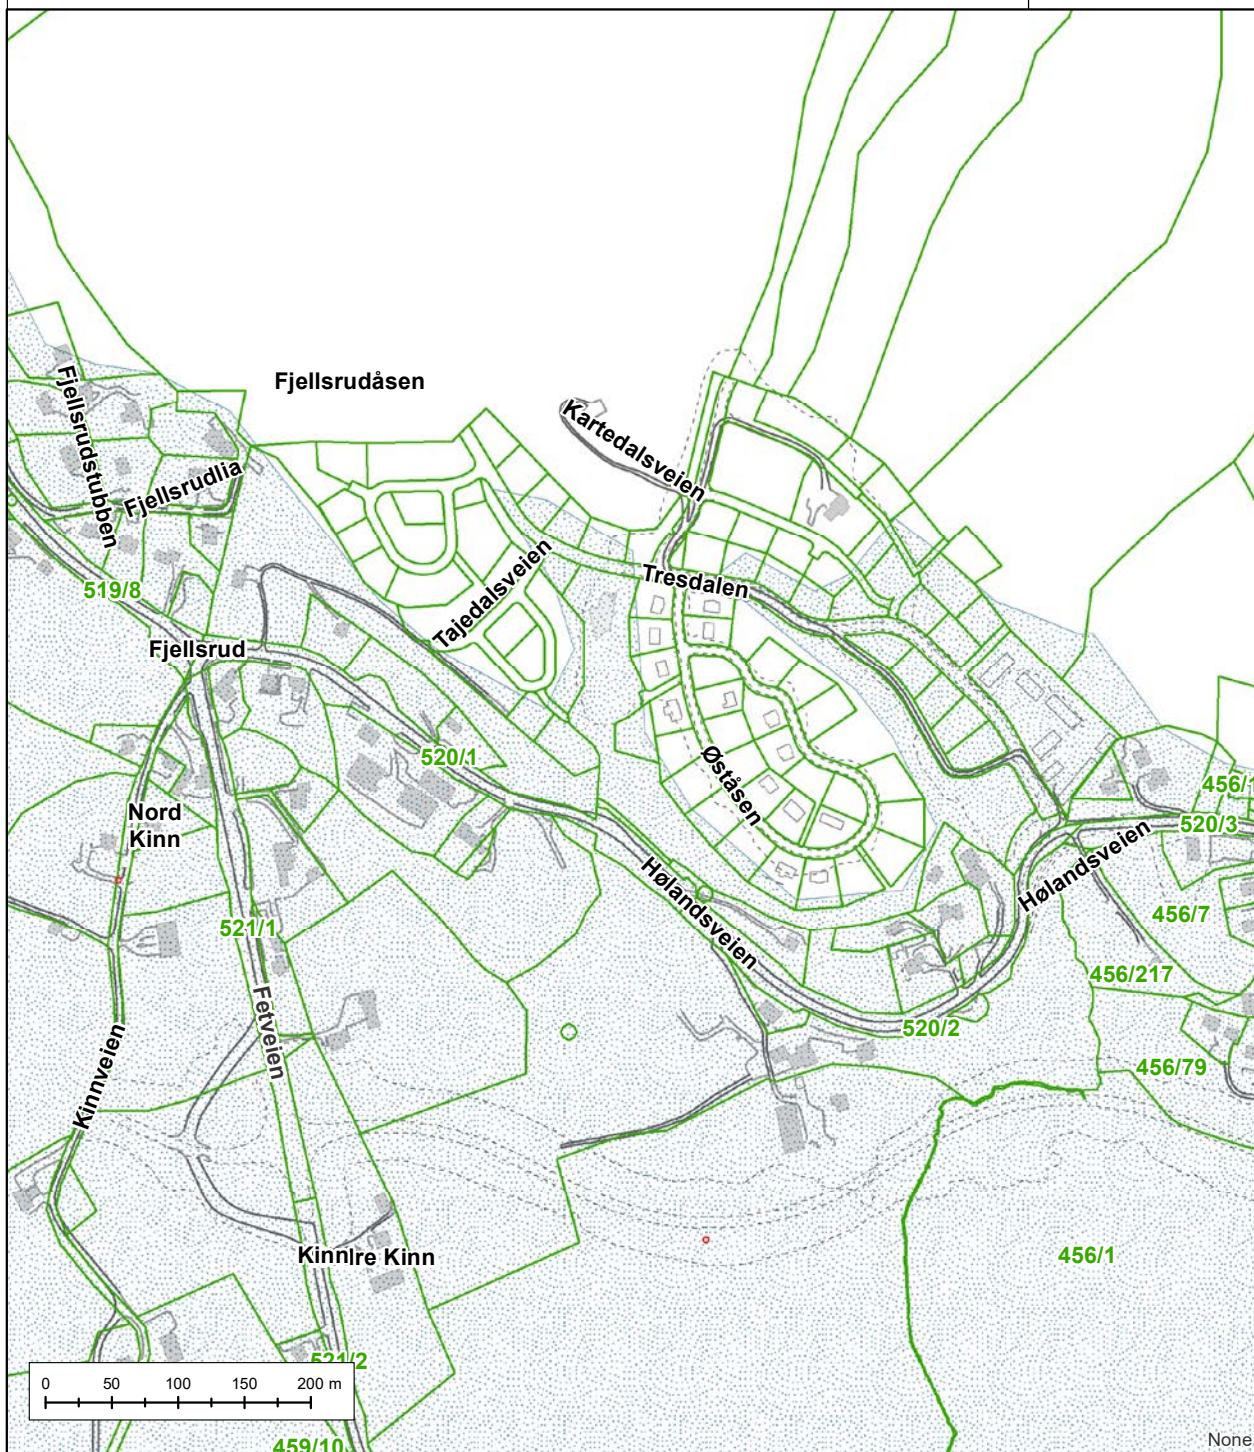 Fjellsrudåsen
Fjellsrudstubben
Kartedalsveien
Fjellsrudlia
Tajedalsveien
Tresdalen
519/8
Fjellsrud
520/1
Øståsen
456/1
520/3
Nord
Kinn
Hølandsveien
Hølandsveien
456/7
521/1
456/217
Fetveien
520/2
Kinnveien
456/79
Kinn
lre Kinn
456/1
521/2
0 50 100 150 200 m
459/10
None